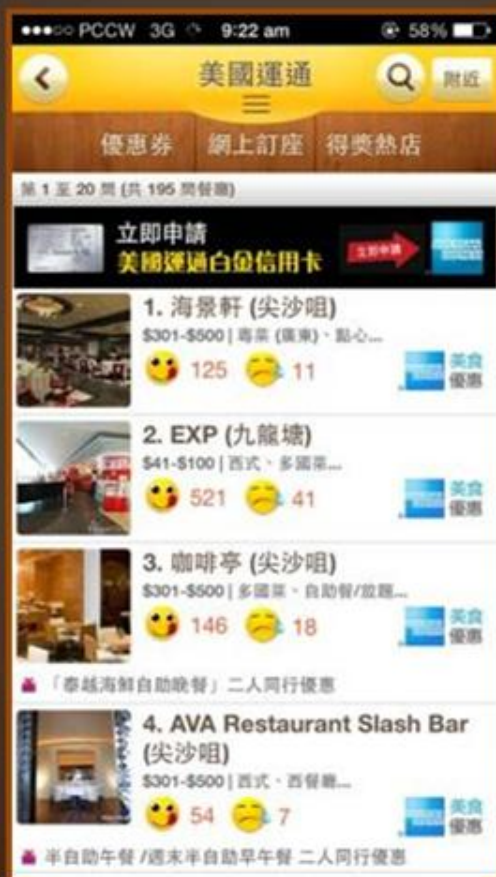 PCCW 3G 9:22 am 58%
美國運通 附近
優惠券 網上訂座 得獎熱店
第 1 至 20 間 (共 195 間餐廳)
立即申請
美國運通白金信用卡 立即申請
1. 海景軒 (尖沙咀)
$301-$500 | 粵菜 (廣東)、點心...
125 11 美食
優惠
2. EXP (九龍塘)
$41-$100 | 西式、多國菜...
521 41 美食
優惠
3. 咖啡亭 (尖沙咀)
$301-$500 | 多國菜、自助餐/放題...
146 18 美食
優惠
「泰越海鮮自助晚餐」二人同行優惠
4. AVA Restaurant Slash Bar
(尖沙咀)
$301-$500 | 西式、西餐廳...
54 7 美食
優惠
半自助午餐 /週末半自助早午餐 二人同行優惠